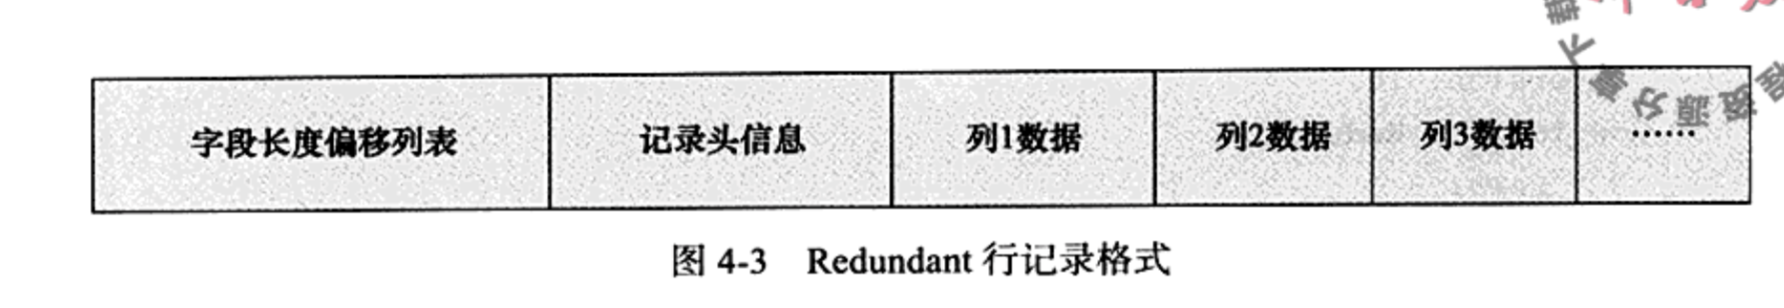 字段长度偏移列表 记录头信息 列1数据 列2数据 列3数据 ……
图 4-3 Redundant 行记录格式